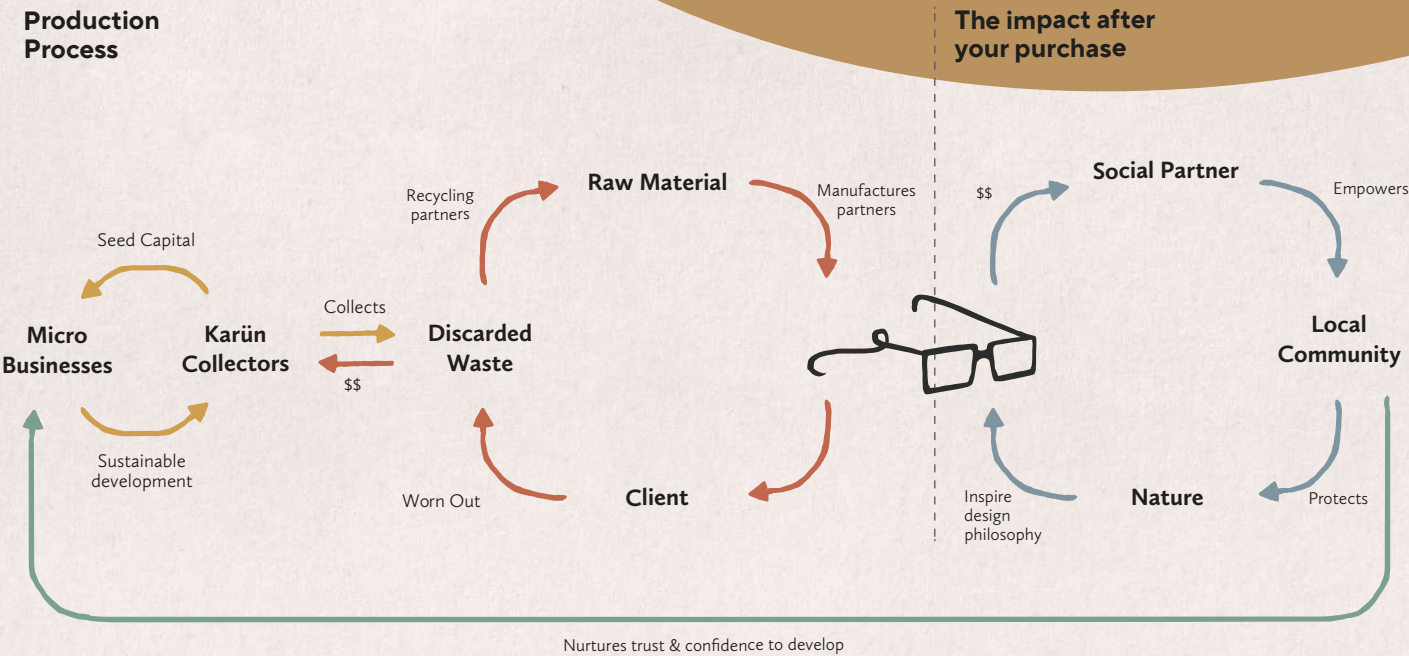 Production
Process
The impact after
your purchase
Raw Material
Recycling
partners
Manufactures
partners
$$
Social Partner
Empowers
Seed Capital
Micro
Businesses
Karün
Collectors
Collects
$$
Discarded
Waste
Local
Community
Sustainable
development
Worn Out
Client
Inspire
design
philosophy
Nature
Protects
Nurtures trust & confidence to develop